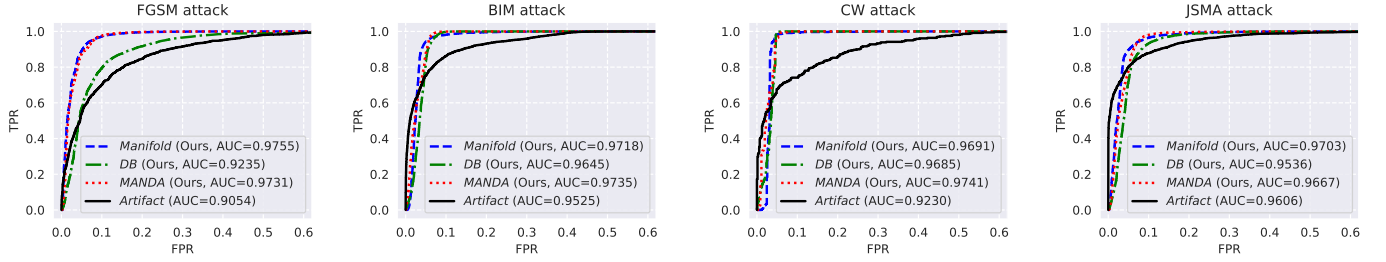 FGSM attack
TPR
1.0
0.8
0.6
0.4
0.2
0.0
Manifold (Ours, AUC=0.9755)
DB (Ours, AUC=0.9235)
MANDA (Ours, AUC=0.9731)
Artifact (AUC=0.9054)
0.0 0.1 0.2 0.3 0.4 0.5 0.6
FPR
BIM attack
TPR
1.0
0.8
0.6
0.4
0.2
0.0
Manifold (Ours, AUC=0.9718)
DB (Ours, AUC=0.9645)
MANDA (Ours, AUC=0.9735)
Artifact (AUC=0.9525)
0.0 0.1 0.2 0.3 0.4 0.5 0.6
FPR
CW attack
TPR
1.0
0.8
0.6
0.4
0.2
0.0
Manifold (Ours, AUC=0.9691)
DB (Ours, AUC=0.9685)
MANDA (Ours, AUC=0.9741)
Artifact (AUC=0.9230)
0.0 0.1 0.2 0.3 0.4 0.5 0.6
FPR
JSMA attack
TPR
1.0
0.8
0.6
0.4
0.2
0.0
Manifold (Ours, AUC=0.9703)
DB (Ours, AUC=0.9536)
MANDA (Ours, AUC=0.9667)
Artifact (AUC=0.9606)
0.0 0.1 0.2 0.3 0.4 0.5 0.6
FPR